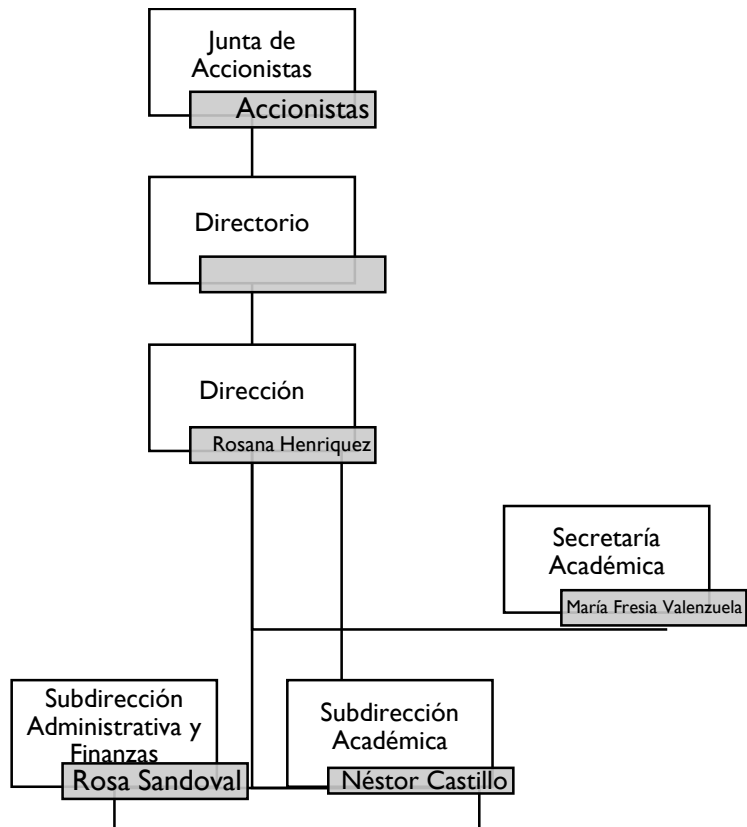 Junta de
Accionistas
Accionistas
Directorio
Dirección
Rosana Henriquez
Secretaría
Académica
María Fresia Valenzuela
Subdirección
Administrativa y
Finanzas
Rosa Sandoval
Subdirección
Académica
Néstor Castillo